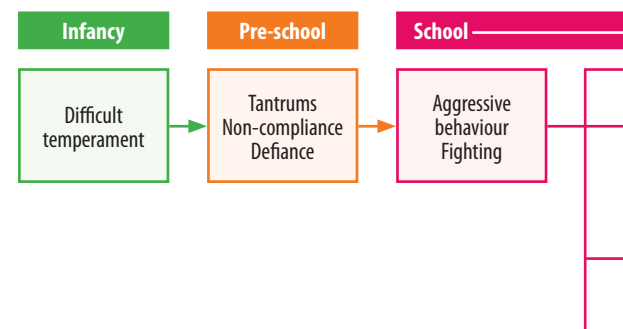 Infancy
Pre-school
School
Difficult
temperament
Tantrums
Non-compliance
Defiance
Aggressive
behaviour
Fighting